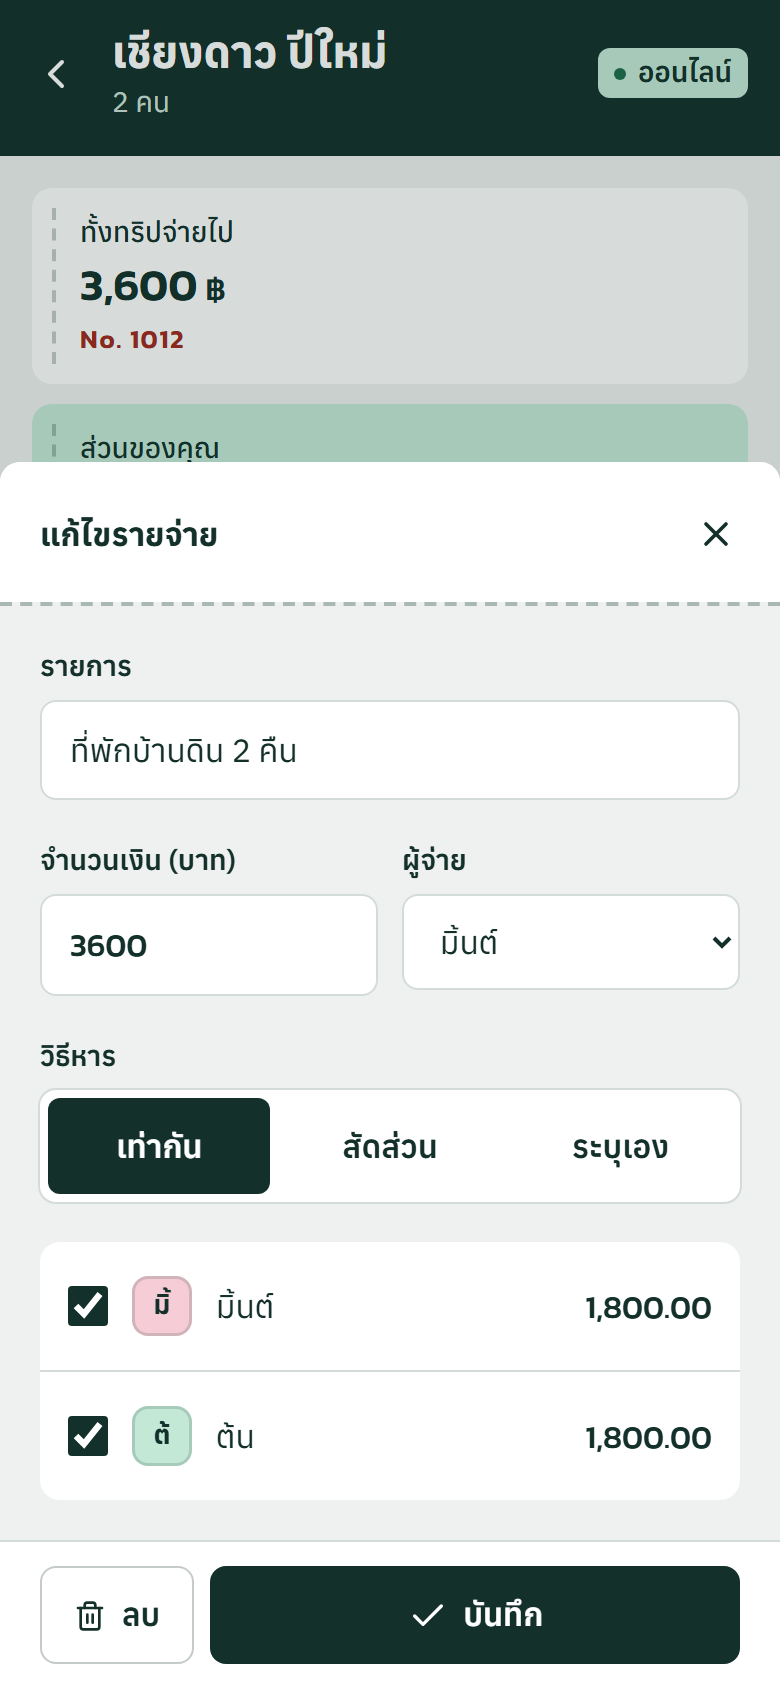 เชียงดาว ปีใหม่
2 คน
ออนไลน์
ทั้งทริปจ่ายไป
3,600 ฿
No. 1012
ส่วนของคุณ
แก้ไขรายจ่าย
รายการ
ที่พักบ้านดิน 2 คืน
จำนวนเงิน (บาท)
ผู้จ่าย
3600
มิ้นต์
วิธีหาร
เท่ากัน
สัดส่วน
ระบุเอง
มิ้
มิ้นต์
1,800.00
ต้
ต้น
1,800.00
ลบ
บันทึก